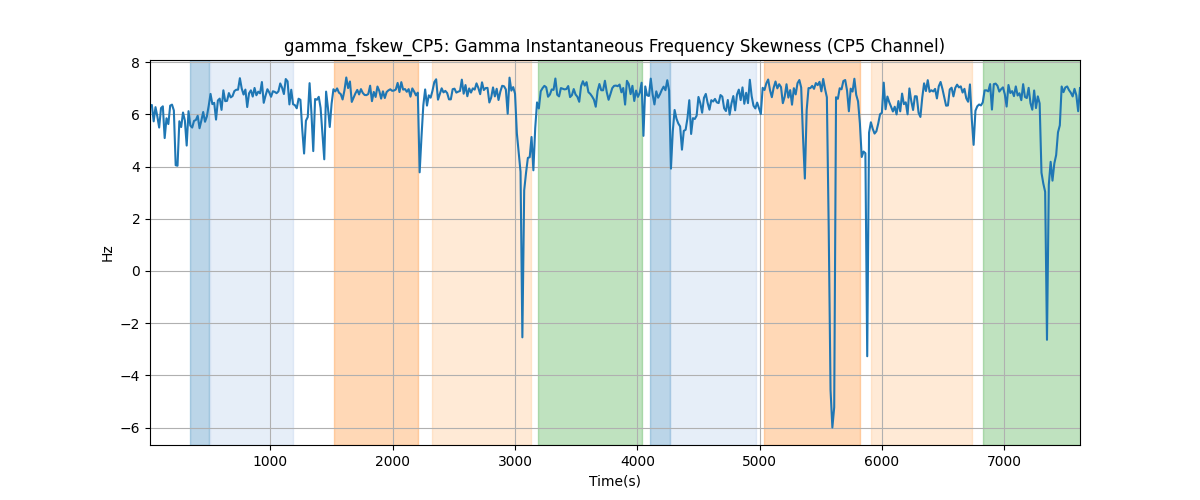 gamma_fskew_CP5: Gamma Instantaneous Frequency Skewness (CP5 Channel)
8
6
4
2
0
−2
−4
−6
Hz
1000 2000 3000 4000 5000 6000 7000
Time(s)